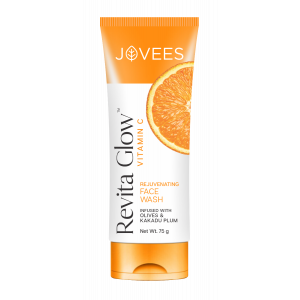 JOVEES
Revita Glow™
VITAMIN C
REJUVENATING
FACE
WASH
INFUSED WITH
OLIVES &
KAKADU PLUM
Net Wt. 75 g